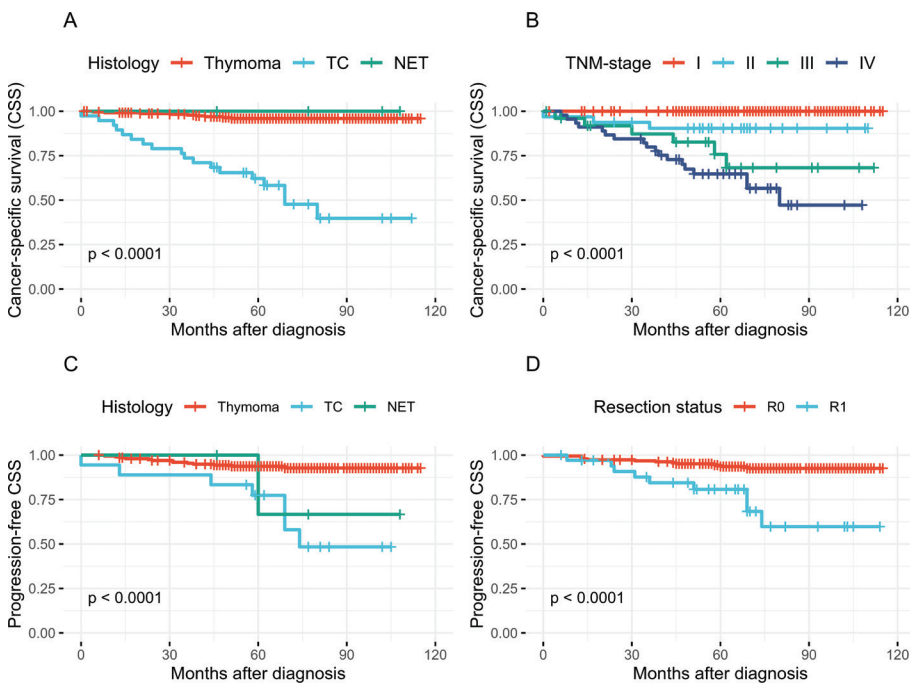 A
Histology Thymoma TC NET
Cancer-specific survival (CSS)
1.00
0.75
0.50
0.25
0.00
p < 0.0001
0 30 60 90 120
Months after diagnosis
B
TNM-stage I II III IV
Cancer-specific survival (CSS)
1.00
0.75
0.50
0.25
0.00
p < 0.0001
0 30 60 90 120
Months after diagnosis
C
Histology Thymoma TC NET
Progression-free CSS
1.00
0.75
0.50
0.25
0.00
p < 0.0001
0 30 60 90 120
Months after diagnosis
D
Resection status R0 R1
Progression-free CSS
1.00
0.75
0.50
0.25
0.00
p < 0.0001
0 30 60 90 120
Months after diagnosis